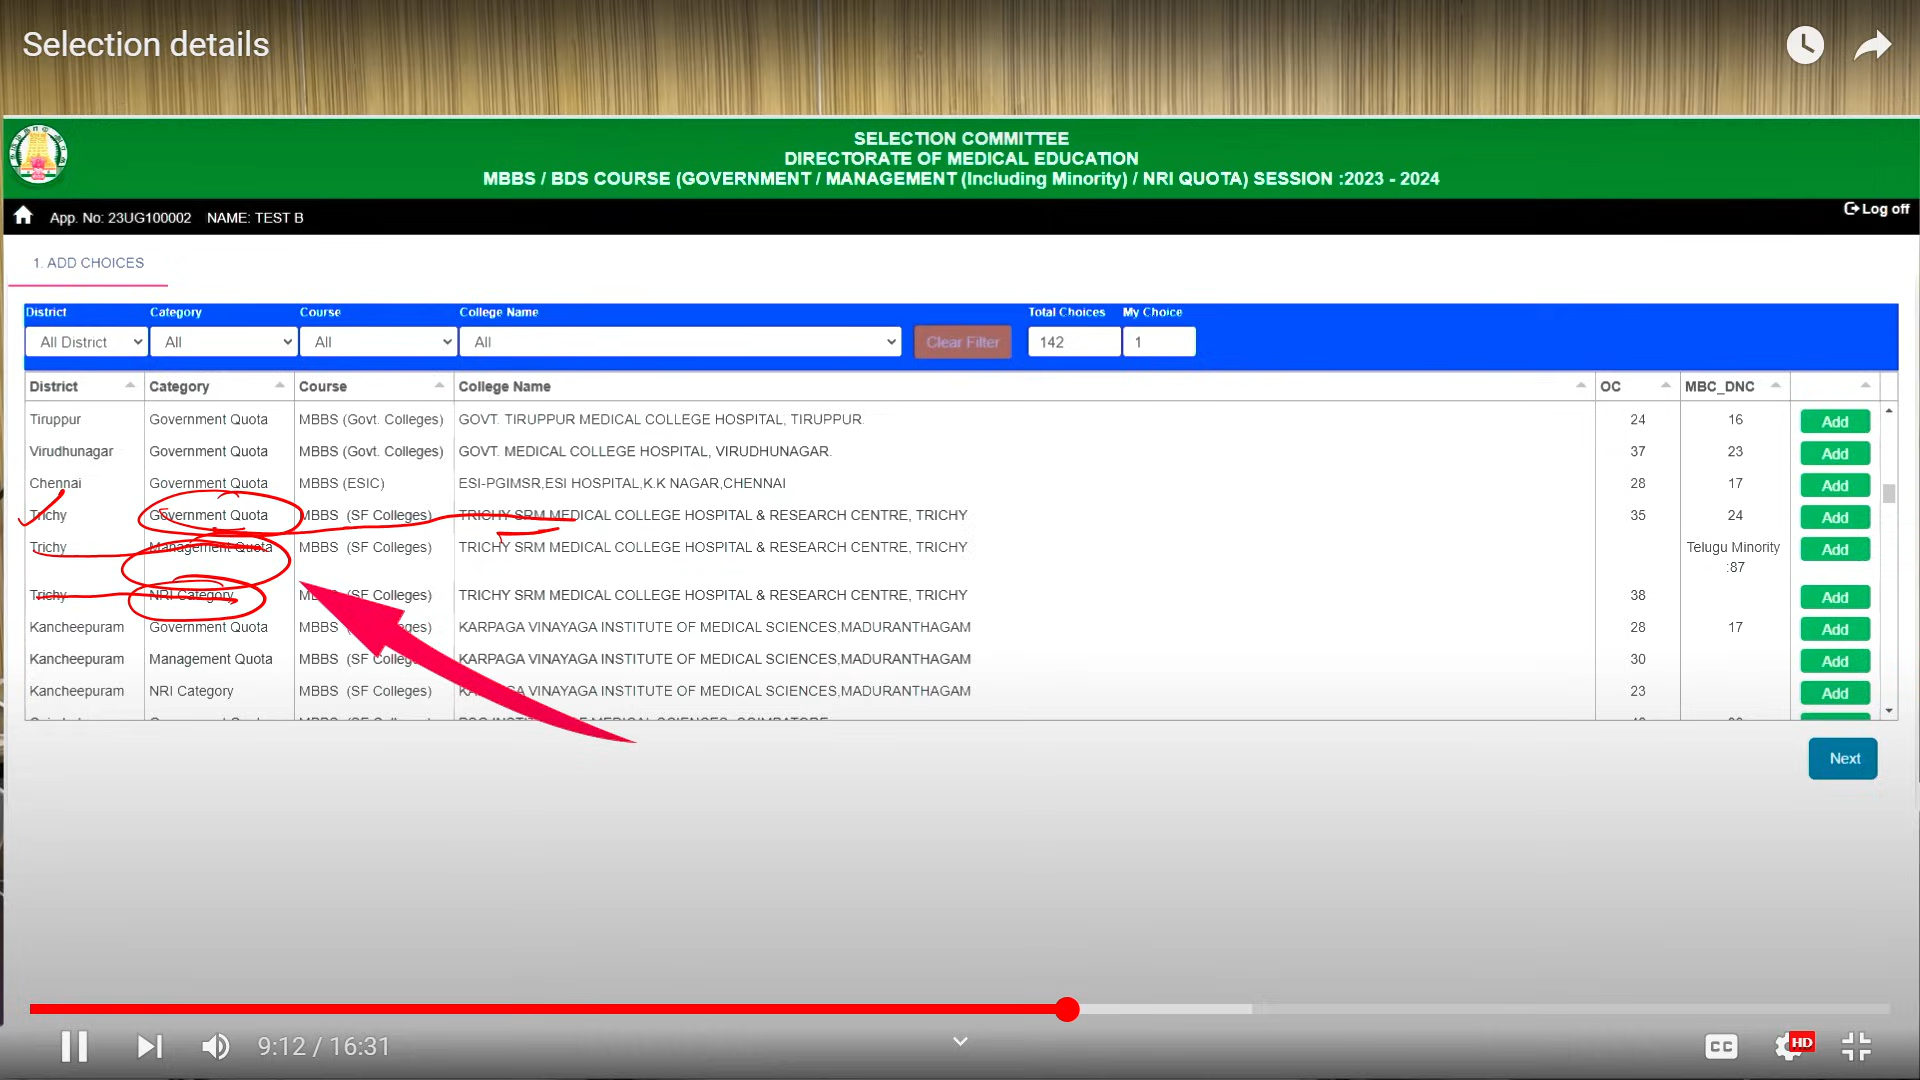 Selection details
SELECTION COMMITTEE
DIRECTORATE OF MEDICAL EDUCATION
MBBS / BDS COURSE (GOVERNMENT / MANAGEMENT (Including Minority) / NRI QUOTA) SESSION :2023 - 2024
App. No: 23UG100002 NAME: TEST B Log off
1. ADD CHOICES
District Category Course College Name Total Choices My Choice
All District All All All Clear Filter 142 1
District Category Course College Name OC MBC_DNC
Tiruppur Government Quota MBBS (Govt. Colleges) GOVT. TIRUPPUR MEDICAL COLLEGE HOSPITAL, TIRUPPUR. 24 16 Add
Virudhunagar Government Quota MBBS (Govt. Colleges) GOVT. MEDICAL COLLEGE HOSPITAL, VIRUDHUNAGAR. 37 23 Add
Chennai Government Quota MBBS (ESIC) ESI-PGIMSR,ESI HOSPITAL,K.K NAGAR,CHENNAI 28 17 Add
Trichy Government Quota MBBS (SF Colleges) TRICHY SRM MEDICAL COLLEGE HOSPITAL & RESEARCH CENTRE, TRICHY 35 24 Add
Trichy Management Quota MBBS (SF Colleges) TRICHY SRM MEDICAL COLLEGE HOSPITAL & RESEARCH CENTRE, TRICHY Telugu Minority Add
:87
Trichy NRI Category (SF Colleges) TRICHY SRM MEDICAL COLLEGE HOSPITAL & RESEARCH CENTRE, TRICHY 38 Add
Kancheepuram Government Quota MBBS KARPAGA VINAYAGA INSTITUTE OF MEDICAL SCIENCES,MADURANTHAGAM 28 17 Add
Kancheepuram Management Quota MBBS (SF Colleges) KARPAGA VINAYAGA INSTITUTE OF MEDICAL SCIENCES,MADURANTHAGAM 30 Add
Kancheepuram NRI Category MBBS (SF Colleges) KARPAGA VINAYAGA INSTITUTE OF MEDICAL SCIENCES,MADURANTHAGAM 23 Add
Next
9:12 / 16:31
CC HD